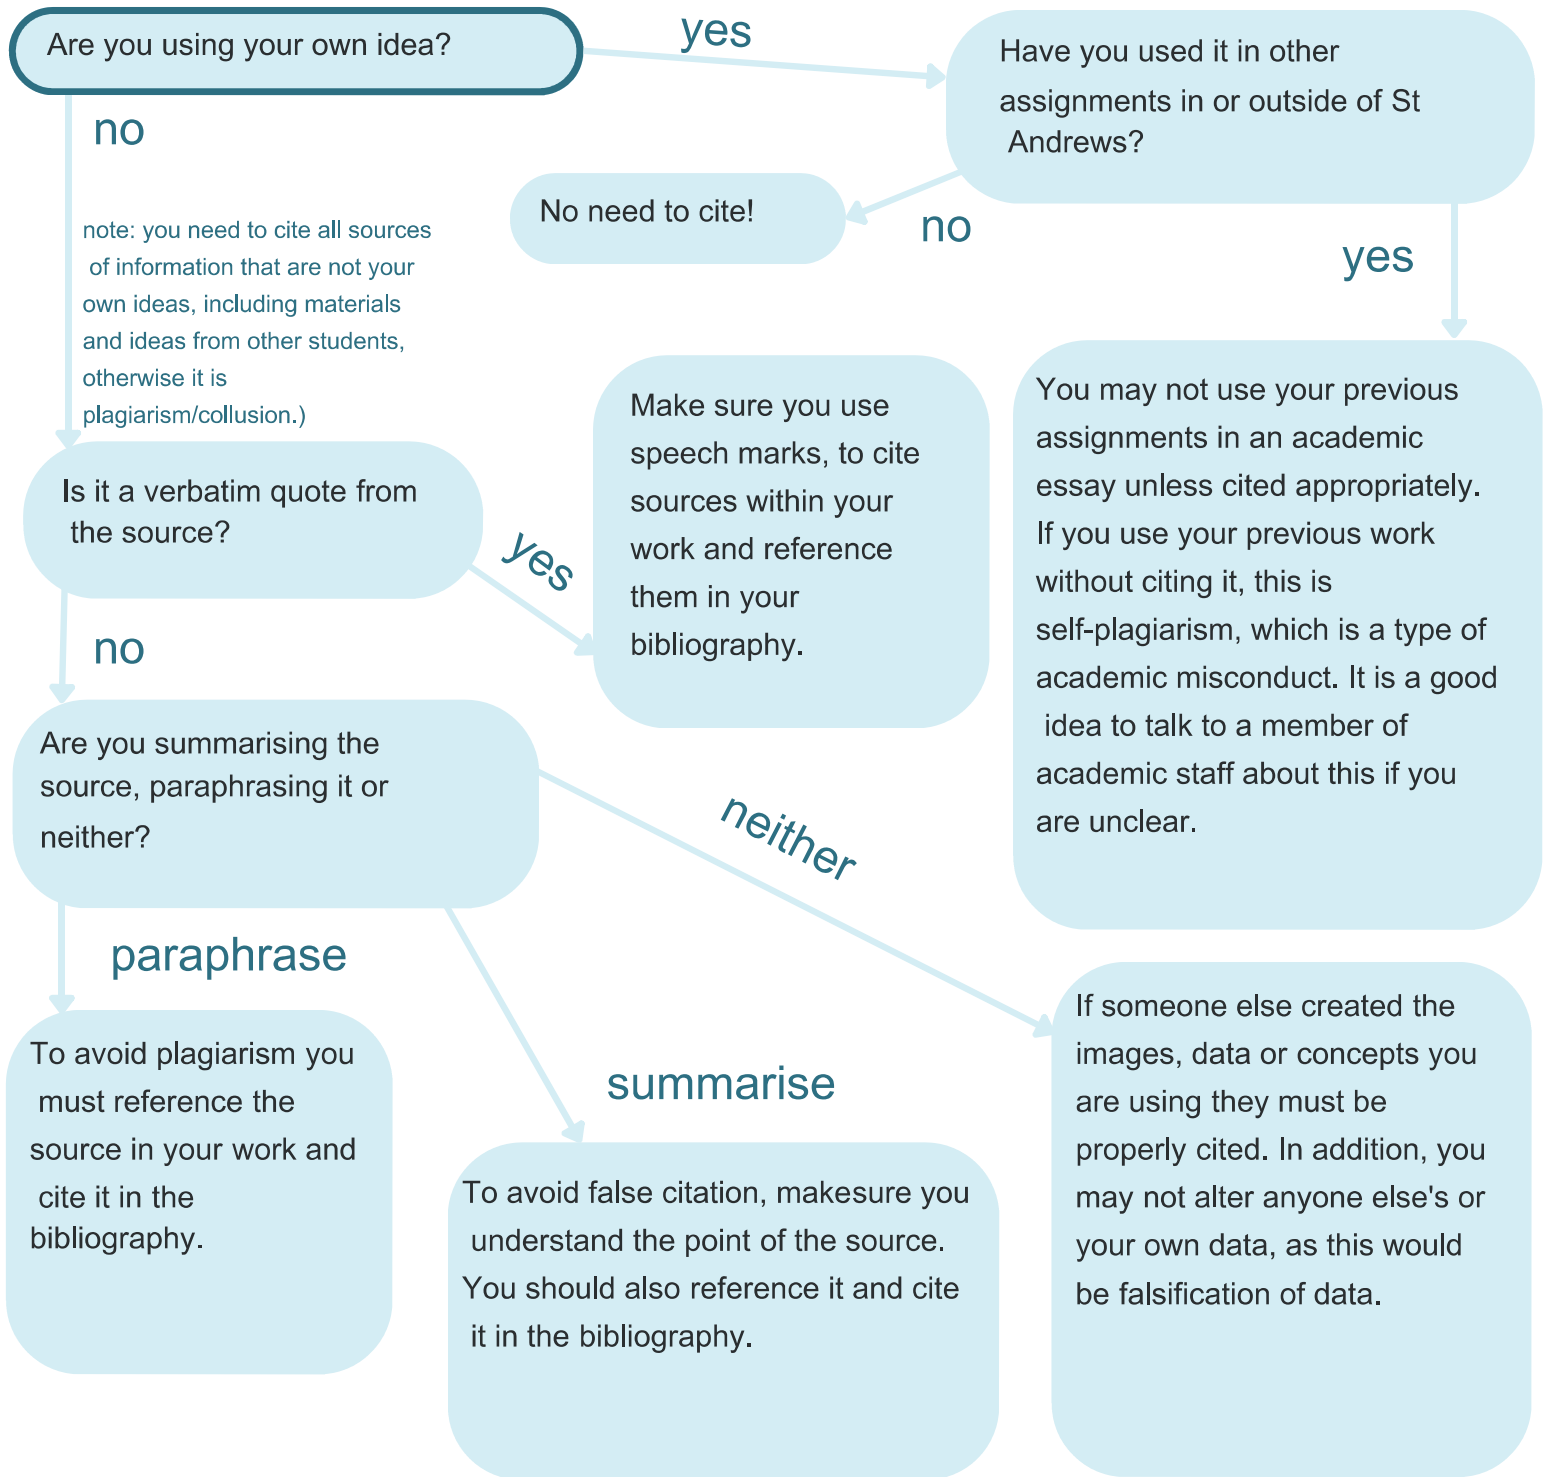 Are you using your own idea?
yes
Have you used it in other
assignments in or outside of St
Andrews?
no
No need to cite!
no
yes
note: you need to cite all sources
of information that are not your
own ideas, including materials
and ideas from other students,
otherwise it is
plagiarism/collusion.)
Is it a verbatim quote from
the source?
yes
Make sure you use
speech marks, to cite
sources within your
work and reference
them in your
bibliography.
You may not use your previous
assignments in an academic
essay unless cited appropriately.
If you use your previous work
without citing it, this is
self-plagiarism, which is a type of
academic misconduct. It is a good
idea to talk to a member of
academic staff about this if you
are unclear.
no
Are you summarising the
source, paraphrasing it or
neither?
neither
paraphrase
summarise
To avoid plagiarism you
must reference the
source in your work and
cite it in the
bibliography.
To avoid false citation, makesure you
understand the point of the source.
You should also reference it and cite
it in the bibliography.
If someone else created the
images, data or concepts you
are using they must be
properly cited. In addition, you
may not alter anyone else's or
your own data, as this would
be falsification of data.